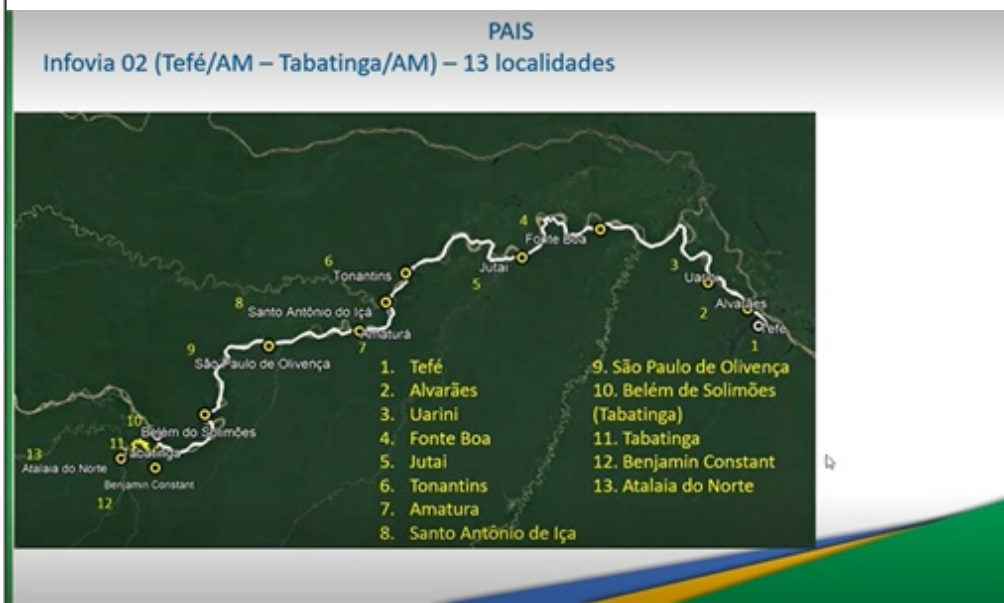 PAIS
Infovia 02 (Tefé/AM – Tabatinga/AM) – 13 localidades
4
Fonte Boa
3
Uarini
6
Tonantins
Jutai
5
2
Alvarães
Tefé
1
8
Santo Antônio do Içá
Amaturá
7
9
São Paulo de Olivença
10
Belém do Solimões
11
Tabatinga
13
Atalaia do Norte
Benjamin Constant
12
1. Tefé
2. Alvarães
3. Uarini
4. Fonte Boa
5. Jutai
6. Tonantins
7. Amatura
8. Santo Antônio de Iça
9. São Paulo de Olivença
10. Belém de Solimões
(Tabatinga)
11. Tabatinga
12. Benjamin Constant
13. Atalaia do Norte